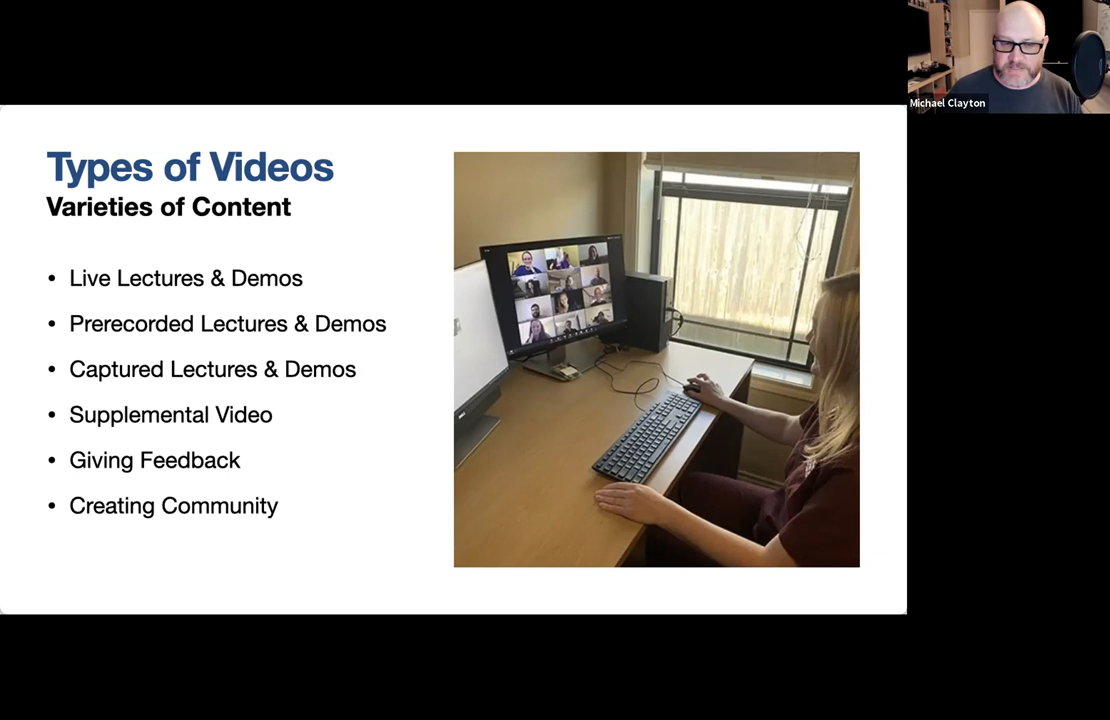 Types of Videos
Varieties of Content
• Live Lectures & Demos
• Prerecorded Lectures & Demos
• Captured Lectures & Demos
• Supplemental Video
• Giving Feedback
• Creating Community
Michael Clayton